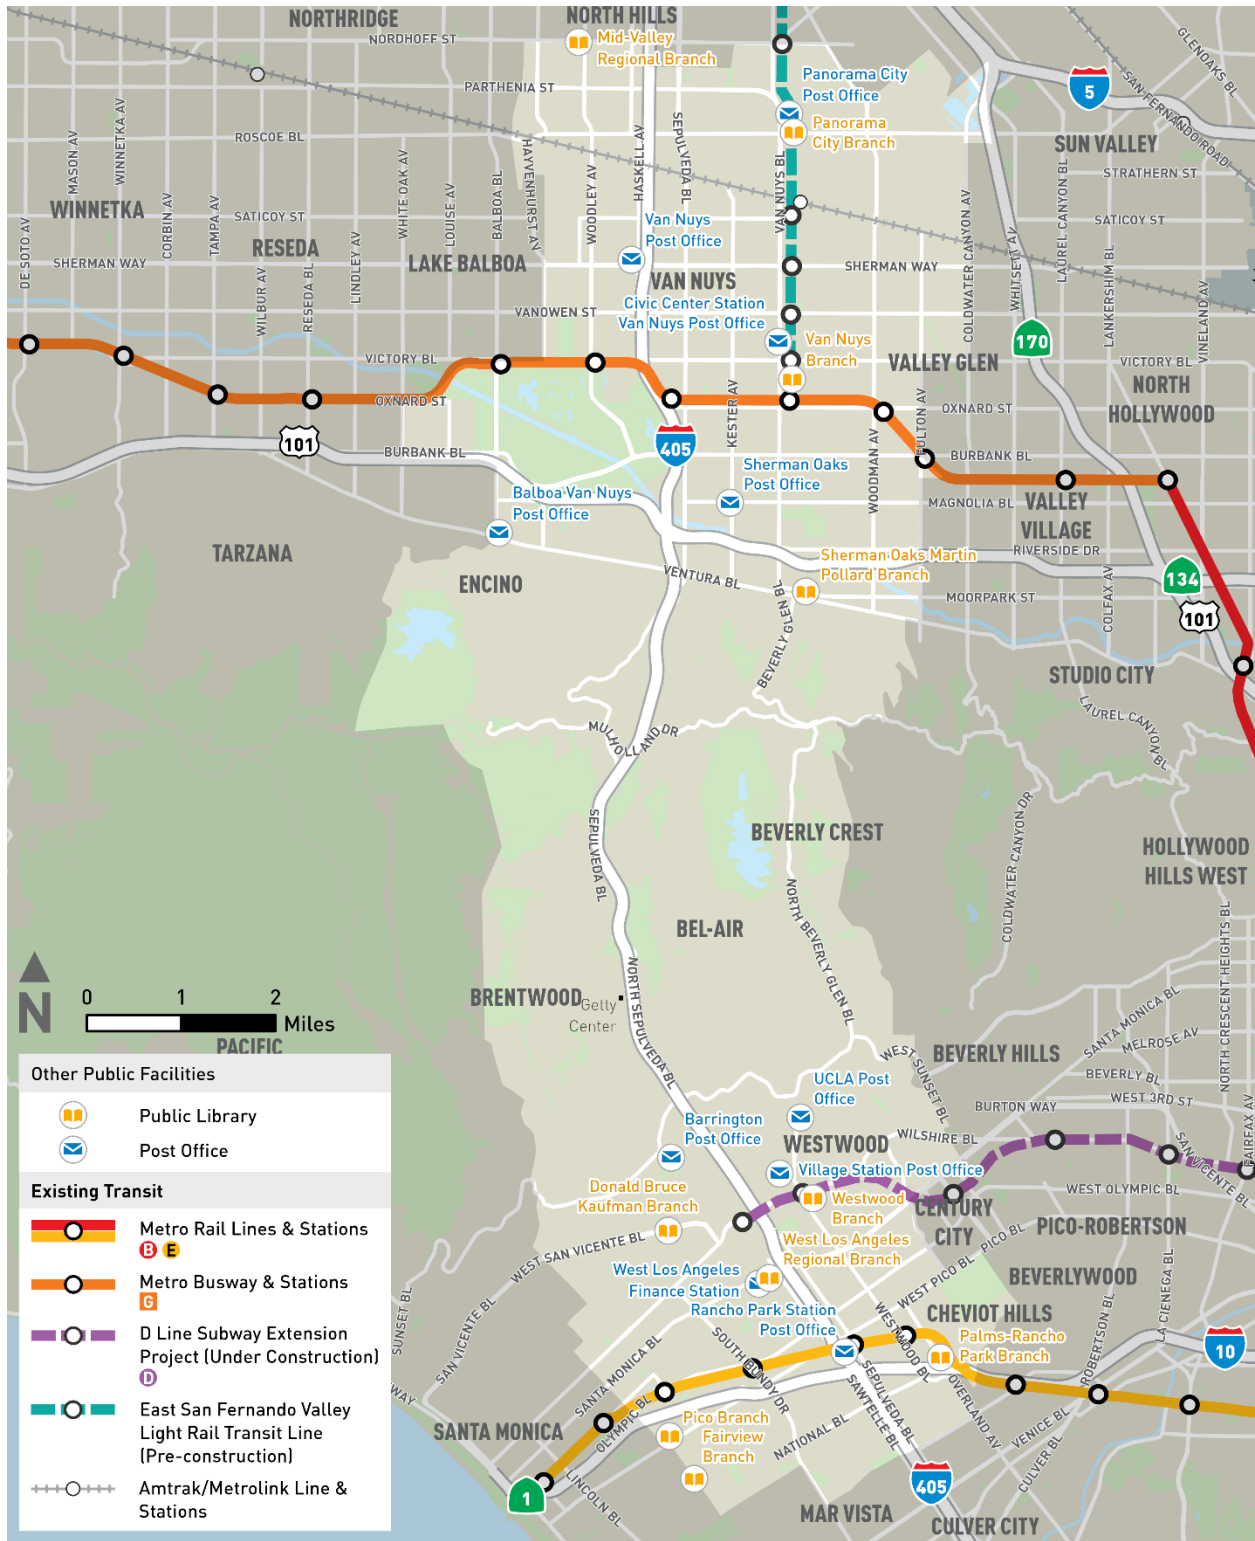 NORTHRIDGE
NORTH HILLS
NORDHOFF ST
Mid-Valley
Regional Branch
GLENOAKS BL
SAN FERNANDO ROAD
Panorama City
Post Office
5
PARTHENIA ST
Panorama
City Branch
SUN VALLEY
ROSCOE BL
STRATHERN ST
MASON AV
WINNETKA AV
HAYVENHURST AV
WOODLEY AV
HASKELL AV
SEPULVEDA BL
VAN NUYS BL
WINNETKA
CORBIN AV
TAMPA AV
WHITE OAK AV
LOUISE AV
BALBOA BL
COLDWATER CANYON AV
LAUREL CANYON BL
SATICOY ST
SATICOY ST
DE SOTO AV
RESEDA
Van Nuys
Post Office
WHITSETT AV
LANKERSHIM BL
SHERMAN WAY
LAKE BALBOA
SHERMAN WAY
WILBUR AV
RESEDA BL
LINDLEY AV
VAN NUYS
VINELAND AV
VANOWEN ST
Civic Center Station
Van Nuys Post Office
Van Nuys
Branch
170
VICTORY BL
VALLEY GLEN
VICTORY BL
NORTH
HOLLYWOOD
OXNARD ST
KESTER AV
FULTON AV
OXNARD ST
101
405
BURBANK BL
WOODMAN AV
BURBANK BL
Sherman Oaks
Post Office
Balboa Van Nuys
Post Office
MAGNOLIA BL
VALLEY
VILLAGE
TARZANA
RIVERSIDE DR
Sherman Oaks Martin
Pollard Branch
ENCINO
VENTURA BL
134
BEVERLY GLEN BL
MOORPARK ST
COLFAX AV
101
STUDIO CITY
LAUREL CANYON BL
MULHOLLAND DR
SEPULVEDA BL
BEVERLY CREST
COLDWATER CANYON DR
HOLLYWOOD
HILLS WEST
NORTH BEVERLY GLEN BL
BEL-AIR
NORTH CRESCENT HEIGHTS BL
NORTH SEPULVEDA BL
BRENTWOOD
Getty
Center
N
0 1 2
Miles
PACIFIC
SANTA MONICA BL
MELROSE AV
BEVERLY HILLS
WEST SUNSET BL
BEVERLY BL
UCLA Post
Office
WEST 3RD ST
BURTON WAY
Barrington
Post Office
WESTWOOD
WILSHIRE BL
FAIRFAX AV
SAN VICENTE BL
Village Station Post Office
Donald Bruce
Kaufman Branch
Westwood
Branch
WEST OLYMPIC BL
CENTURY
CITY
PICO-ROBERTSON
WEST SAN VICENTE BL
West Los Angeles
Regional Branch
PICO BL
WEST PICO BL
West Los Angeles
Finance Station
BEVERLYWOOD
SUNSET BL
SAN VICENTE BL
Rancho Park Station
Post Office
CHEVIOT HILLS
LA CIENEGA BL
ROBERTSON BL
WESTWOOD BL
Palms-Rancho
Park Branch
10
SANTA MONICA BL
SOUTH BUNDY DR
SEPULVEDA BL
SAWTELLE BL
OVERLAND AV
WAY
OLYMPIC BL
SANTA MONICA
Pico Branch
Fairview
Branch
NATIONAL BL
VENICE BL
CULVER BL
LINCOLN BL
1
405
MAR VISTA
CULVER CITY
Other Public Facilities
Public Library
Post Office
Existing Transit
Metro Rail Lines & Stations
B E
Metro Busway & Stations
G
D Line Subway Extension
Project (Under Construction)
D
East San Fernando Valley
Light Rail Transit Line
(Pre-construction)
Amtrak/Metrolink Line &
Stations